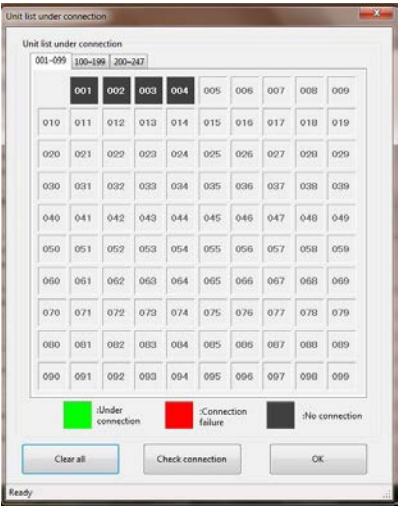 Unit list under connection
Unit list under connection
001-099 100-199 200-247
001 002 003 004 005 006 007 008 009
010 011 012 013 014 015 016 017 018 019
020 021 022 023 024 025 026 027 028 029
030 031 032 033 034 035 036 037 038 039
040 041 042 043 044 045 046 047 048 049
050 051 052 053 054 055 056 057 058 059
060 061 062 063 064 065 066 067 068 069
070 071 072 073 074 075 076 077 078 079
080 081 082 083 084 085 086 087 088 089
090 091 092 093 094 095 096 097 098 099
:Under
connection
:Connection
failure
:No connection
Clear all Check connection OK
Ready